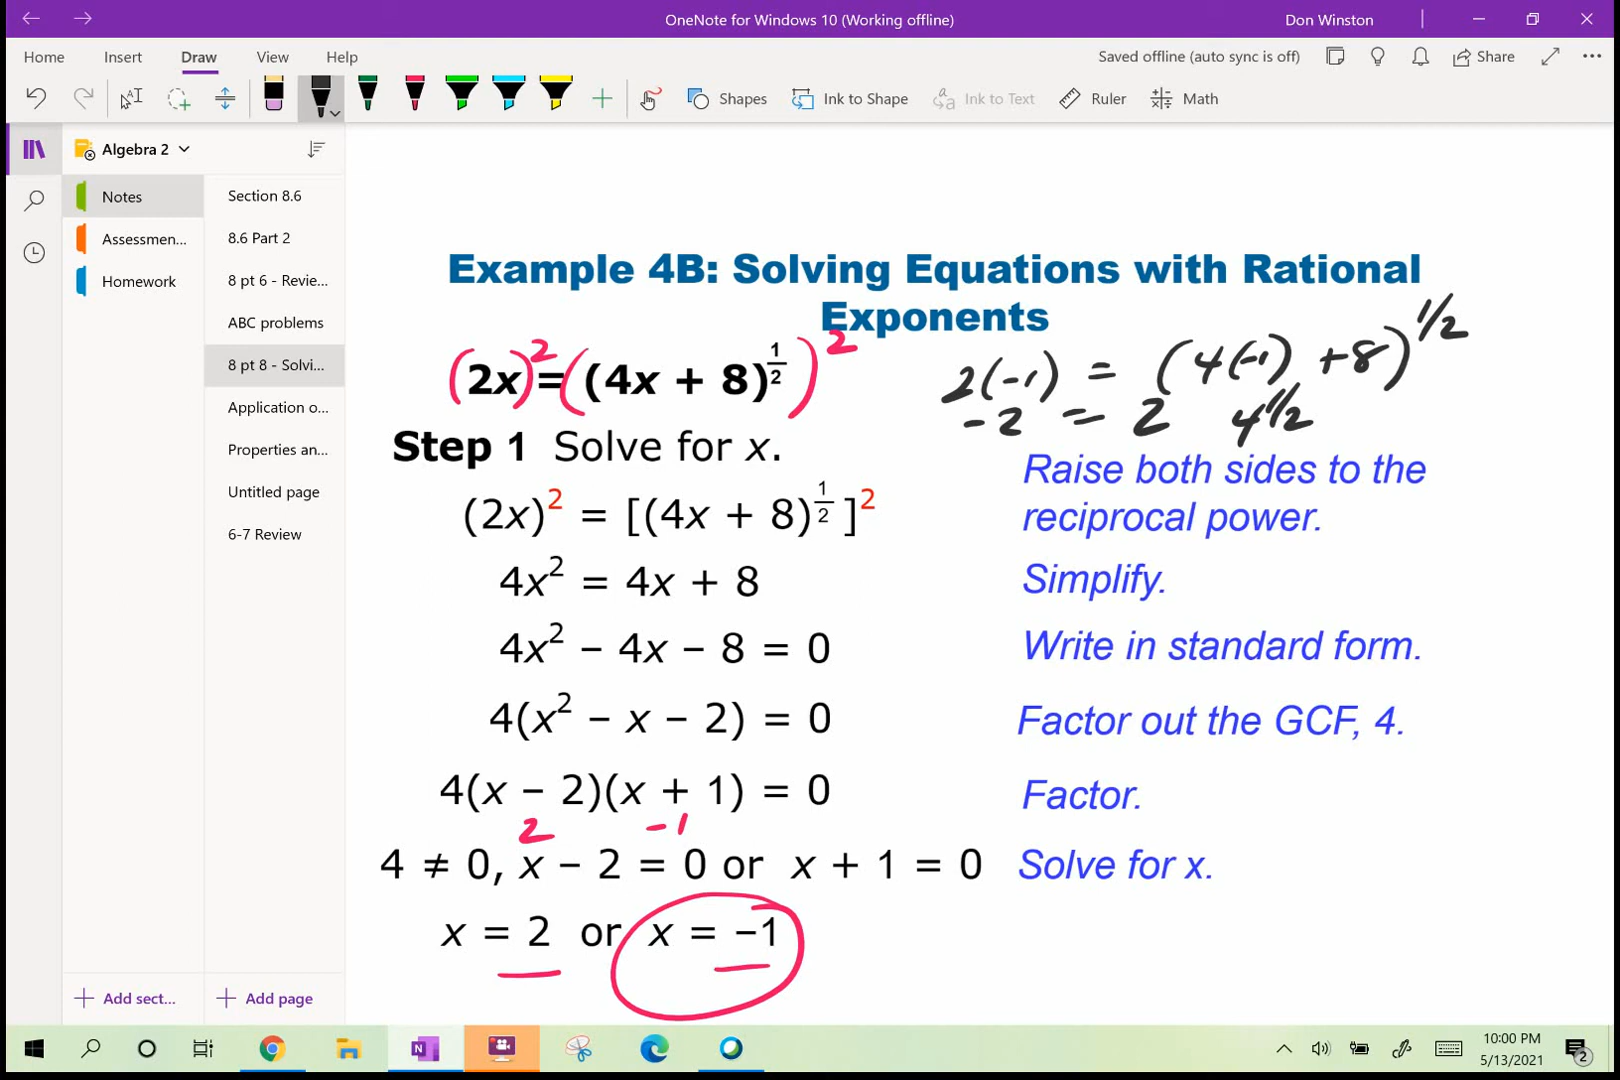 OneNote for Windows 10 (Working offline)
Don Winston
Home Insert Draw View Help
Saved offline (auto sync is off)
Share
Shapes
Ink to Shape
Ink to Text
Ruler
Math
Algebra 2
Notes
Assessmen...
Homework
Section 8.6
8.6 Part 2
8 pt 6 - Revie...
ABC problems
8 pt 8 - Solvi...
Application o...
Properties an...
Untitled page
6-7 Review
Add sect...
Add page
Example 4B: Solving Equations with Rational
Exponents
(2x)² = ((4x + 8)^½)²
2(-1) = (4(-1) +8)^1/2
-2 = 2 4^1/2
Step 1 Solve for x.
Raise both sides to the
reciprocal power.
(2x)² = [(4x + 8)^½]²
4x² = 4x + 8
Simplify.
4x² − 4x − 8 = 0
Write in standard form.
4(x² − x − 2) = 0
Factor out the GCF, 4.
4(x − 2)(x + 1) = 0
Factor.
2 -1
4 ≠ 0, x − 2 = 0 or x + 1 = 0
Solve for x.
x = 2 or x = −1
10:00 PM
5/13/2021
2